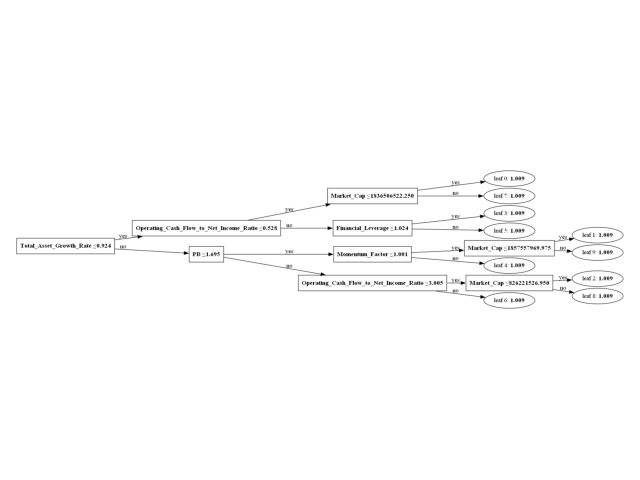 leaf 0: 1.009
yes
Market_Cap ≤1836506522.250
no
leaf 7: 1.009
yes
leaf 3: 1.009
yes
Operating_Cash_Flow_to_Net_Income_Ratio ≤0.528
no
Financial_Leverage ≤1.024
no
leaf 5: 1.009
yes
leaf 1: 1.009
Total_Asset_Growth_Rate ≤0.924
yes
no
PB ≤1.695
yes
Momentum_Factor ≤1.001
yes
Market_Cap ≤1857557969.975
no
leaf 9: 1.009
no
leaf 4: 1.009
no
Operating_Cash_Flow_to_Net_Income_Ratio ≤3.005
yes
Market_Cap ≤826221526.950
yes
leaf 2: 1.009
no
leaf 8: 1.009
no
leaf 6: 1.009